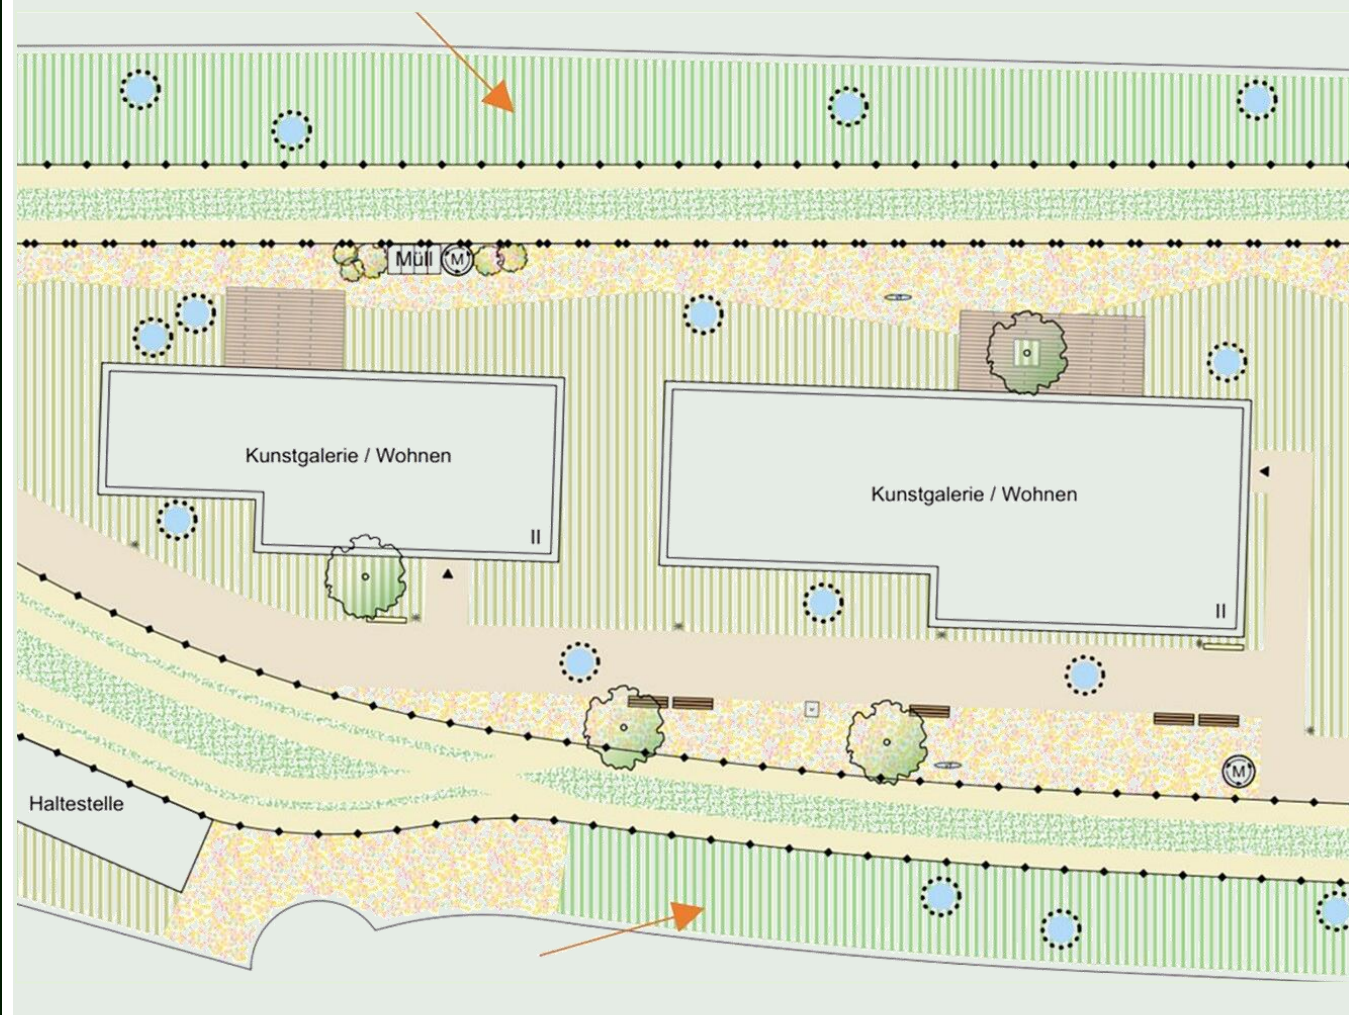 Müll M
Kunstgalerie / Wohnen
Kunstgalerie / Wohnen
II
II
M
Haltestelle